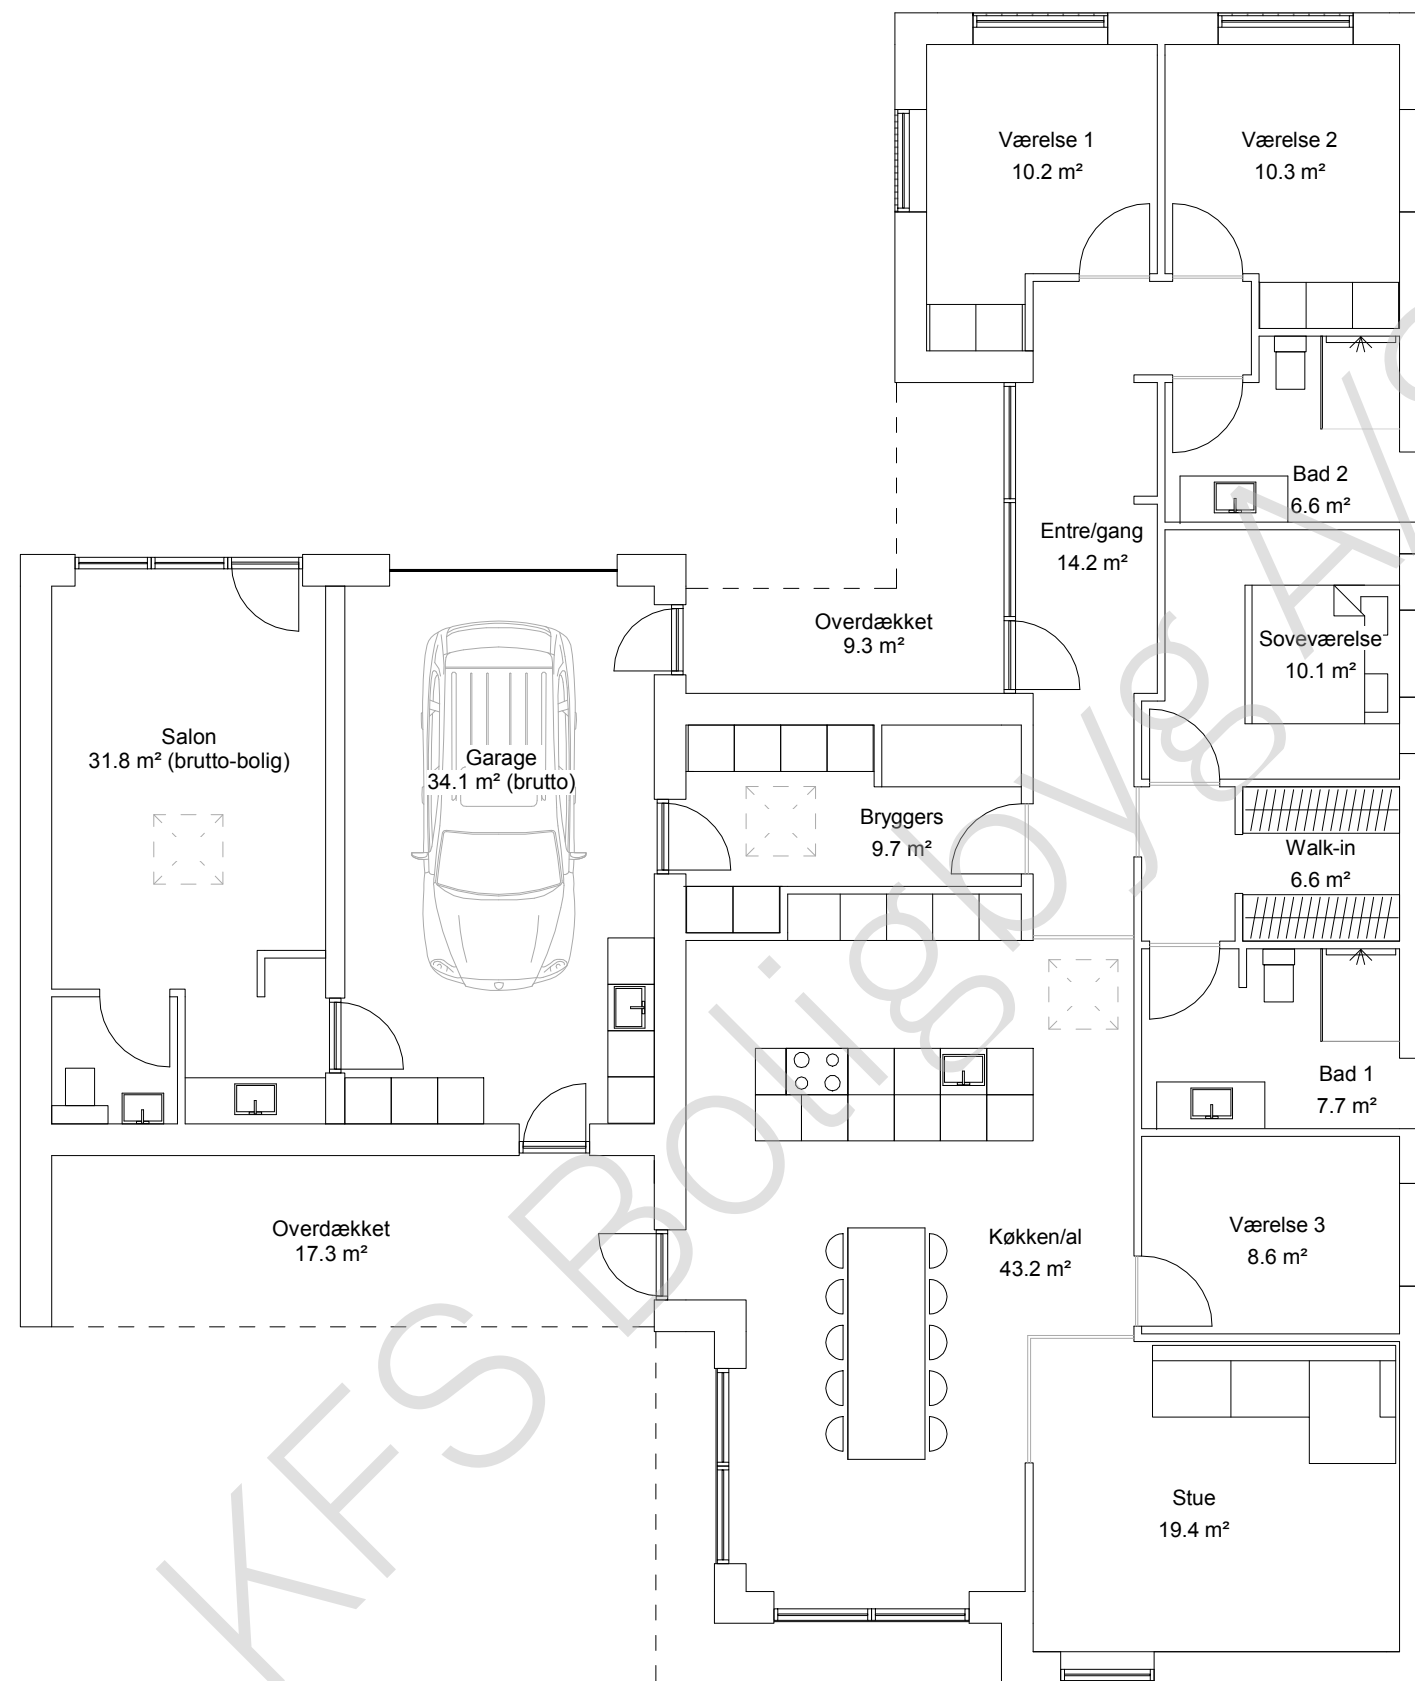 Værelse 1
10.2 m²
Værelse 2
10.3 m²
Bad 2
6.6 m²
Entre/gang
14.2 m²
Overdækket
9.3 m²
Soveværelse
10.1 m²
Salon
31.8 m² (brutto-bolig)
Garage
34.1 m² (brutto)
Bryggers
9.7 m²
Walk-in
6.6 m²
Bad 1
7.7 m²
Overdækket
17.3 m²
Køkken/al
43.2 m²
Værelse 3
8.6 m²
Stue
19.4 m²
KFS Boligbyg A/S